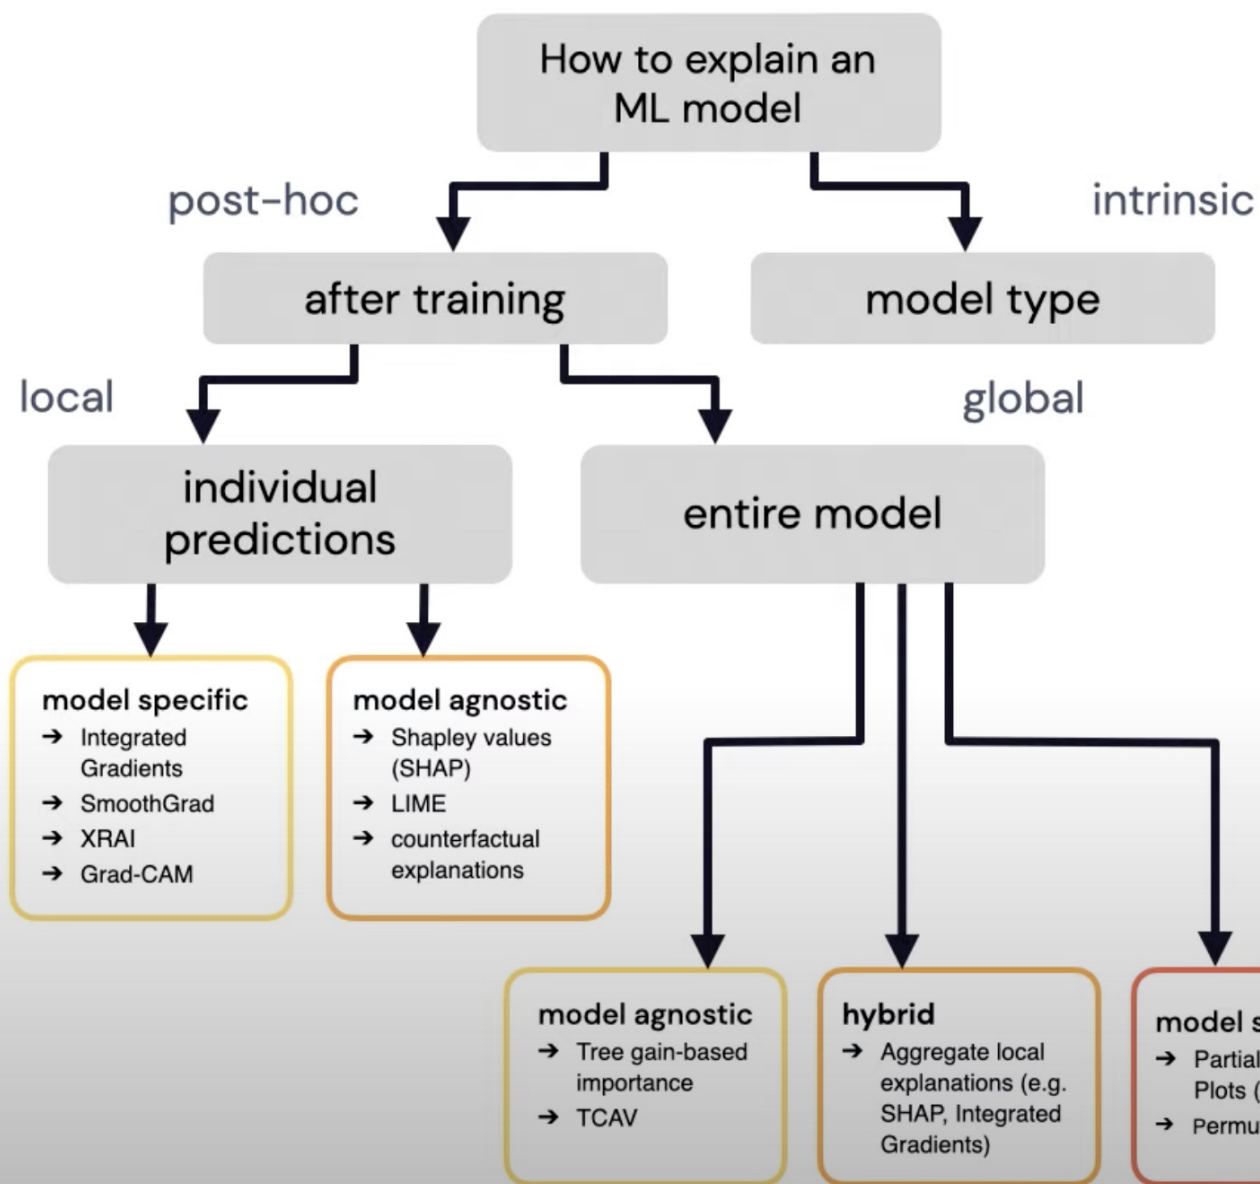 How to explain an
ML model
post-hoc
intrinsic
after training
model type
local
global
individual
predictions
entire model
model specific
→ Integrated
Gradients
→ SmoothGrad
→ XRAI
→ Grad-CAM
model agnostic
→ Shapley values
(SHAP)
→ LIME
→ counterfactual
explanations
model agnostic
→ Tree gain-based
importance
→ TCAV
hybrid
→ Aggregate local
explanations (e.g.
SHAP, Integrated
Gradients)
model s
→ Partial
Plots (
→ Permu